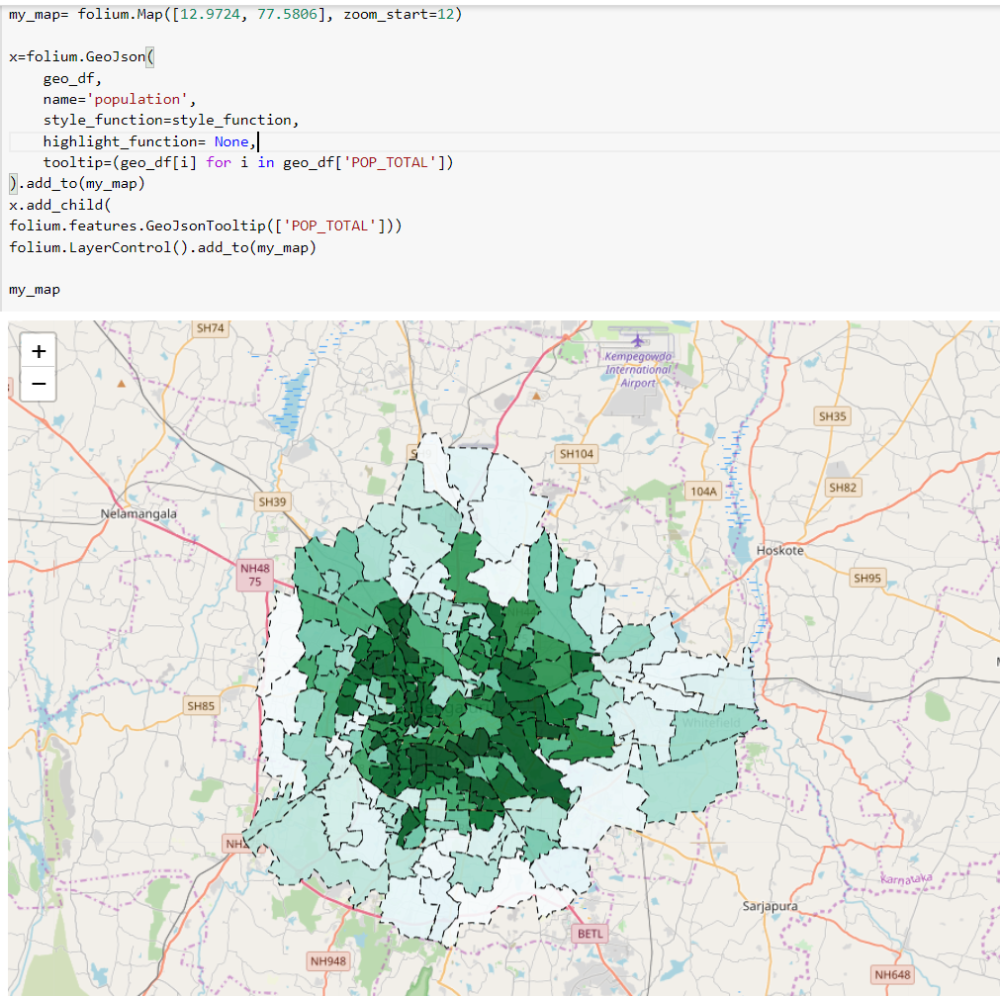 my_map= folium.Map([12.9724, 77.5806], zoom_start=12)
x=folium.GeoJson(
    geo_df,
    name='population',
    style_function=style_function,
    highlight_function= None,
    tooltip=(geo_df[i] for i in geo_df['POP_TOTAL'])
).add_to(my_map)
x.add_child(
folium.features.GeoJsonTooltip(['POP_TOTAL']))
folium.LayerControl().add_to(my_map)
my_map
SH74
+
−
Kempegowda
International
Airport
SH35
SH104
SH82
104A
SH39
Nelamangala
Hoskote
NH48
75
SH95
SH85
Whitefield
NH2
Karnataka
Sarjapura
BETL
NH948
NH648